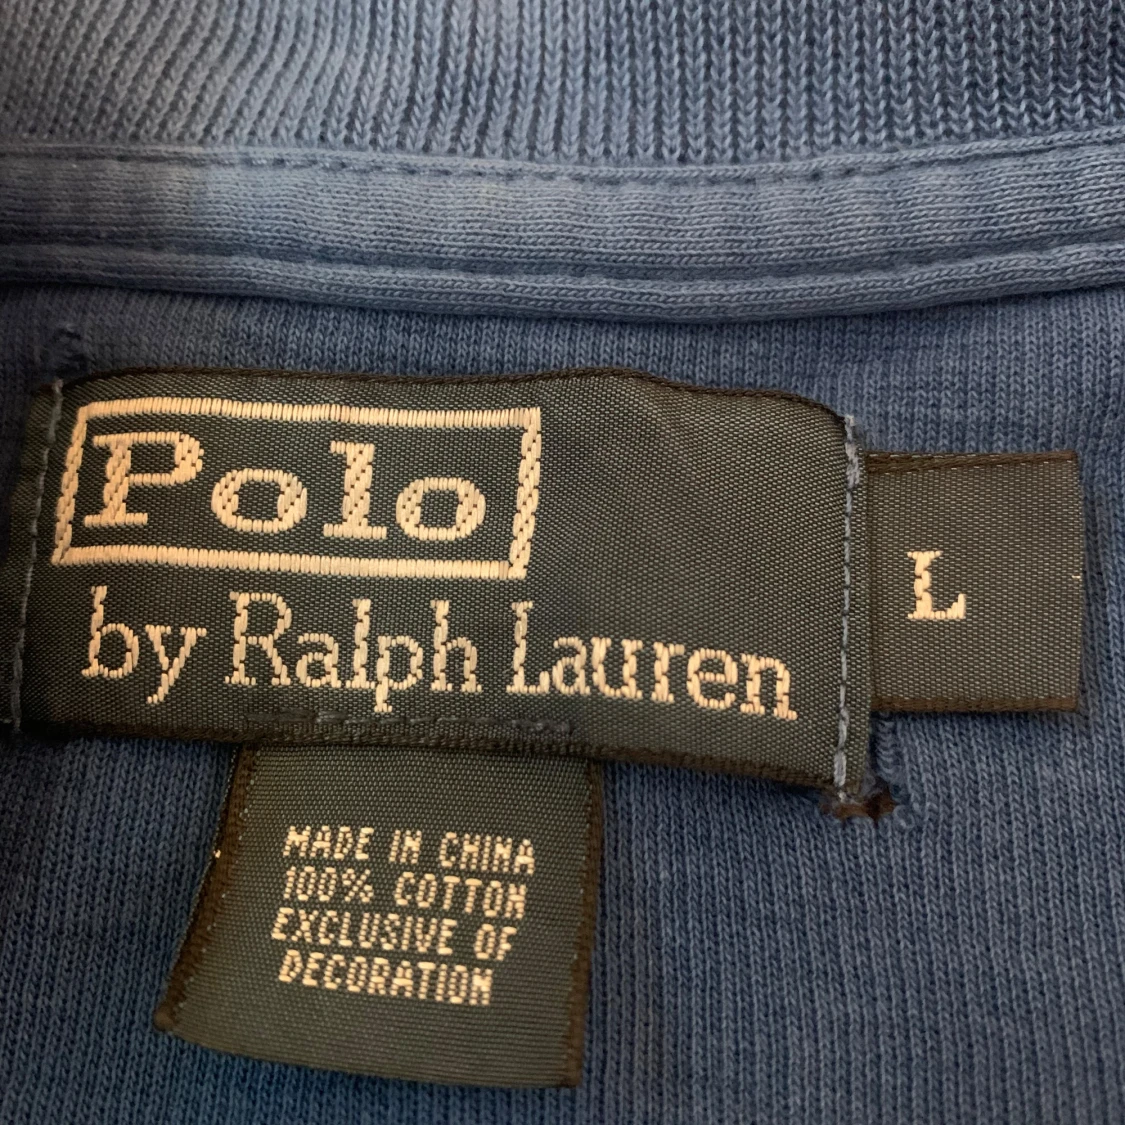 Polo
by Ralph Lauren
L
MADE IN CHINA
100% COTTON
EXCLUSIVE OF
DECORATION